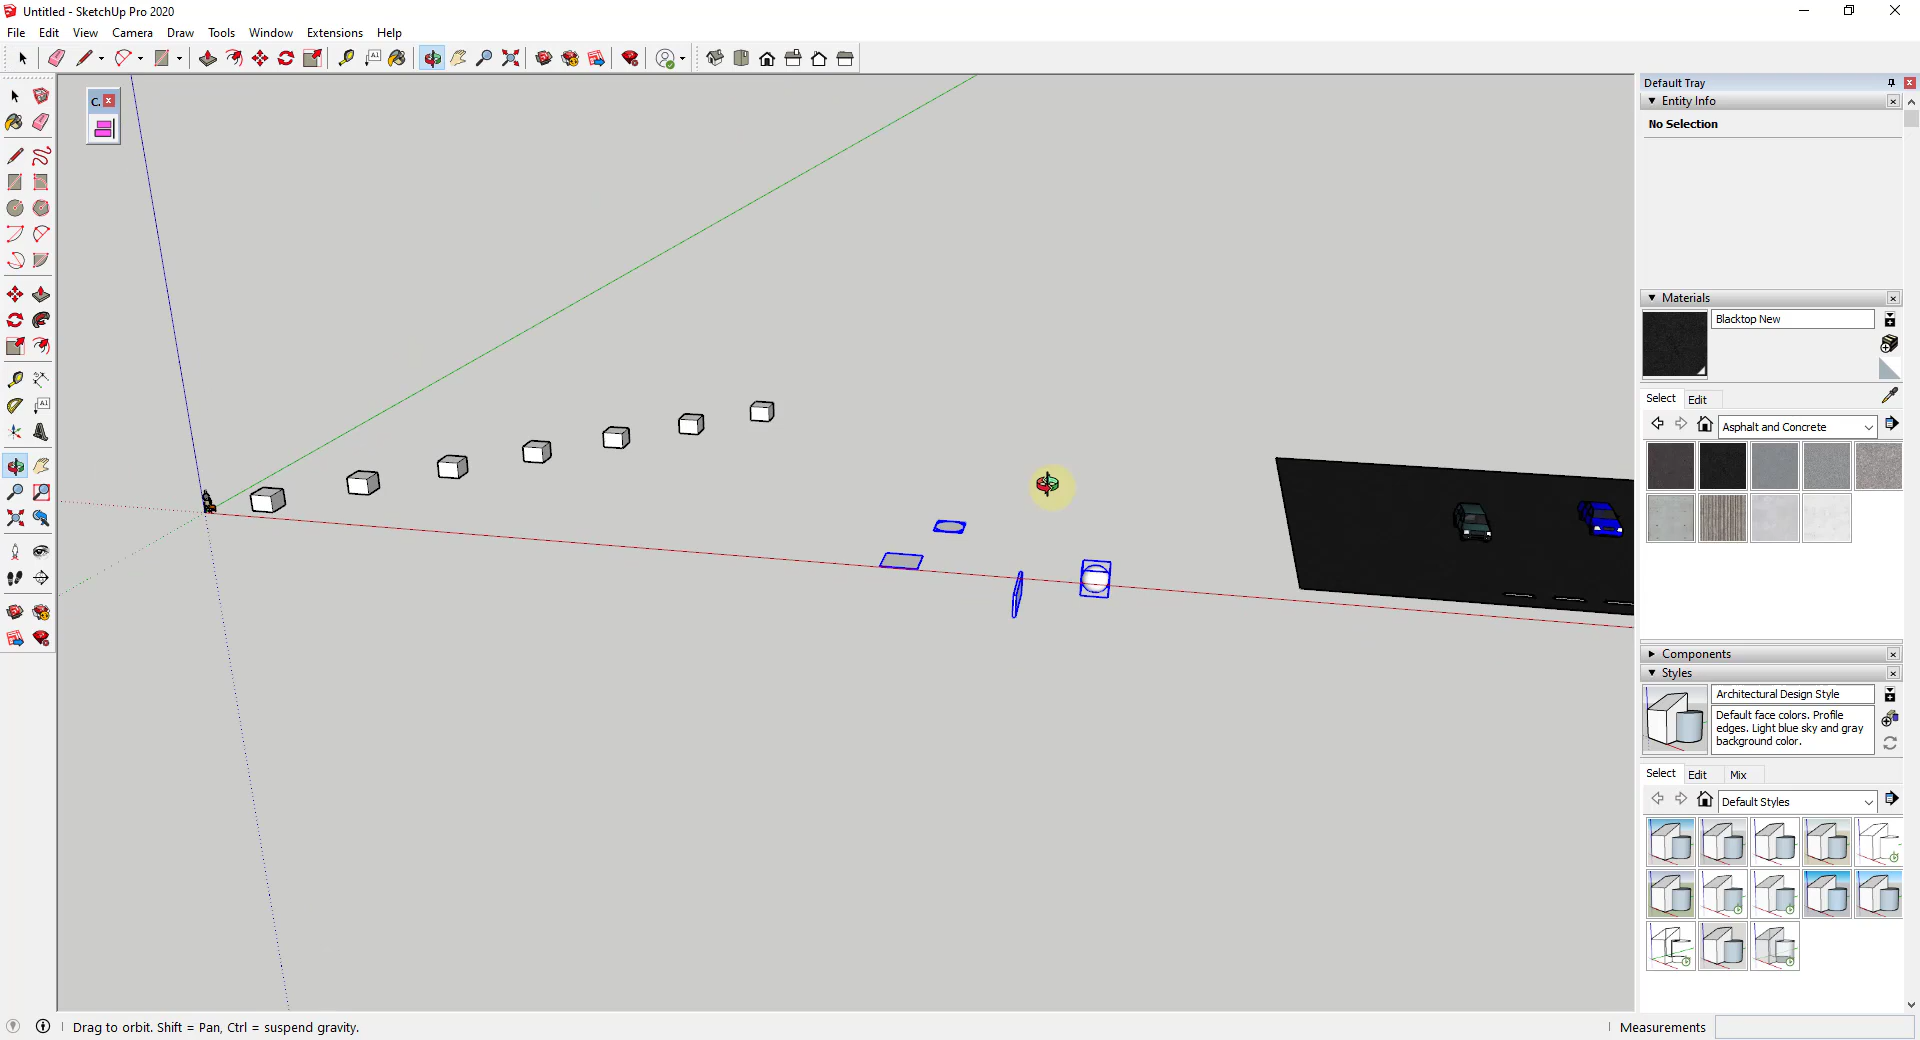 Untitled - SketchUp Pro 2020
File Edit View Camera Draw Tools Window Extensions Help
C.
Default Tray
Entity Info
No Selection
Materials
Blacktop New
Select Edit
Asphalt and Concrete
Components
Styles
Architectural Design Style
Default face colors. Profile
edges. Light blue sky and gray
background color.
Select Edit Mix
Default Styles
Drag to orbit. Shift = Pan, Ctrl = suspend gravity.
Measurements